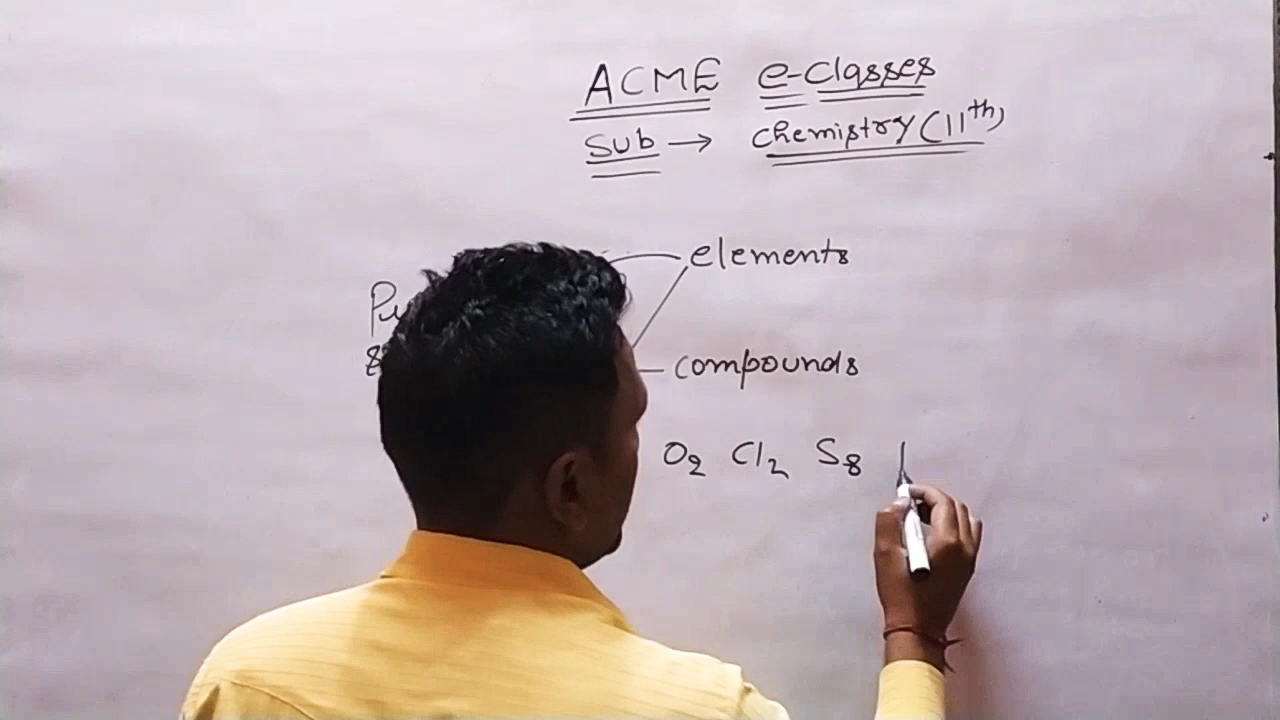 ACME e-classes
Sub → chemistry (11th)
elements
compounds
O2 Cl2 S8